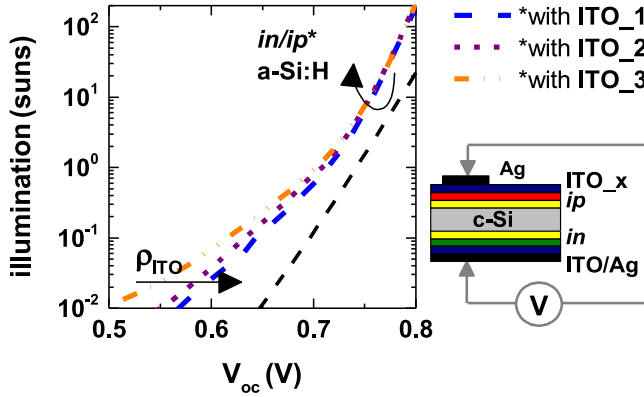 illumination (suns)
10²
10¹
10⁰
10⁻¹
10⁻²
in/ip*
a-Si:H
ρITO
0.5
0.6
0.7
0.8
Voc (V)
*with ITO_1
*with ITO_2
*with ITO_3
Ag
ITO_x
ip
c-Si
in
ITO/Ag
V